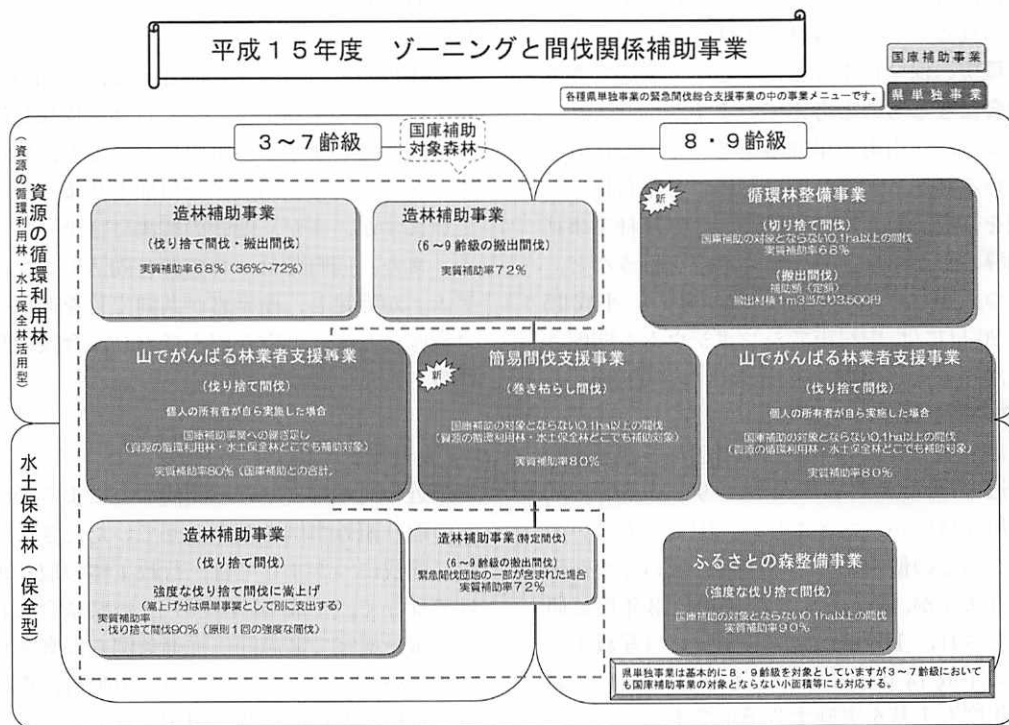 平成15年度　ゾーニングと間伐関係補助事業
国庫補助事業
各種県単独事業の緊急間伐総合支援事業の中の事業メニューです。
県単独事業
3～7齢級
国庫補助
対象森林
8・9齢級
資源の循環利用林
(資源の循環利用林・水土保全林活用型)
造林補助事業
(伐り捨て間伐・搬出間伐)
実質補助率68%(36%～72%)
造林補助事業
(6～9齢級の搬出間伐)
実質補助率72%
新
循環林整備事業
(切り捨て間伐)
国庫補助の対象とならない0.1ha以上の間伐
実質補助率68%
(搬出間伐)
補助額(定額)
搬出材積1m3当たり3,500円
山でがんばる林業者支援事業
(伐り捨て間伐)
個人の所有者が自ら実施した場合
国庫補助事業への継ぎ足し
(資源の循環利用林・水土保全林どこでも補助対象)
実質補助率80%(国庫補助との合計。
新
簡易間伐支援事業
(巻き枯らし間伐)
国庫補助の対象とならない0.1ha以上の間伐
(資源の循環利用林・水土保全林どこでも補助対象)
実質補助率80%
山でがんばる林業者支援事業
(伐り捨て間伐)
個人の所有者が自ら実施した場合
国庫補助の対象とならない0.1ha以上の間伐
(資源の循環利用林・水土保全林どこでも補助対象)
実質補助率80%
水土保全林(保全型)
造林補助事業
(伐り捨て間伐)
強度な伐り捨て間伐に嵩上げ
(嵩上げ分は県単事業として別に支出する)
実質補助率
・伐り捨て間伐90%(原則1回の強度な間伐)
造林補助事業(特定間伐)
(6～9齢級の搬出間伐)
緊急間伐団地の一部が含まれた場合
実質補助率72%
ふるさとの森整備事業
(強度な伐り捨て間伐)
国庫補助の対象とならない0.1ha以上の間伐
実質補助率90%
県単独事業は基本的に8・9齢級を対象としていますが3～7齢級において
も国庫補助事業の対象とならない小面積等にも対応する。